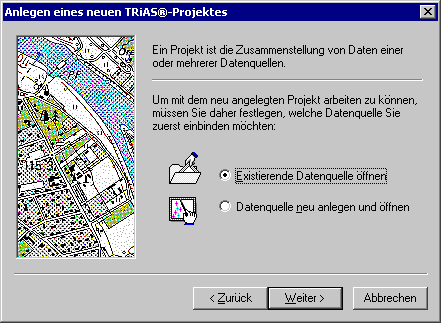 Anlegen eines neuen TRiAS®-Projektes
Ein Projekt ist die Zusammenstellung von Daten einer
oder mehrerer Datenquellen.
Um mit dem neu angelegten Projekt arbeiten zu können,
müssen Sie daher festlegen, welche Datenquelle Sie
zuerst einbinden möchten:
Existierende Datenquelle öffnen
Datenquelle neu anlegen und öffnen
< Zurück
Weiter >
Abbrechen